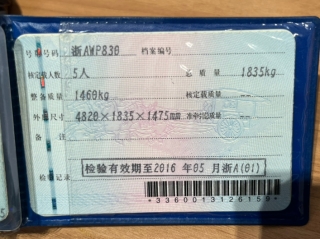 号牌号码 浙AWP830 档案编号
核定载人数 5人 总质量 1835kg
整备质量 1460kg 核定载质量 --
外廓尺寸 4820×1835×1475mm 准牵引总质量 --
备注
检验有效期至2016年05月浙A(01)
检验记录
*3360013126159*